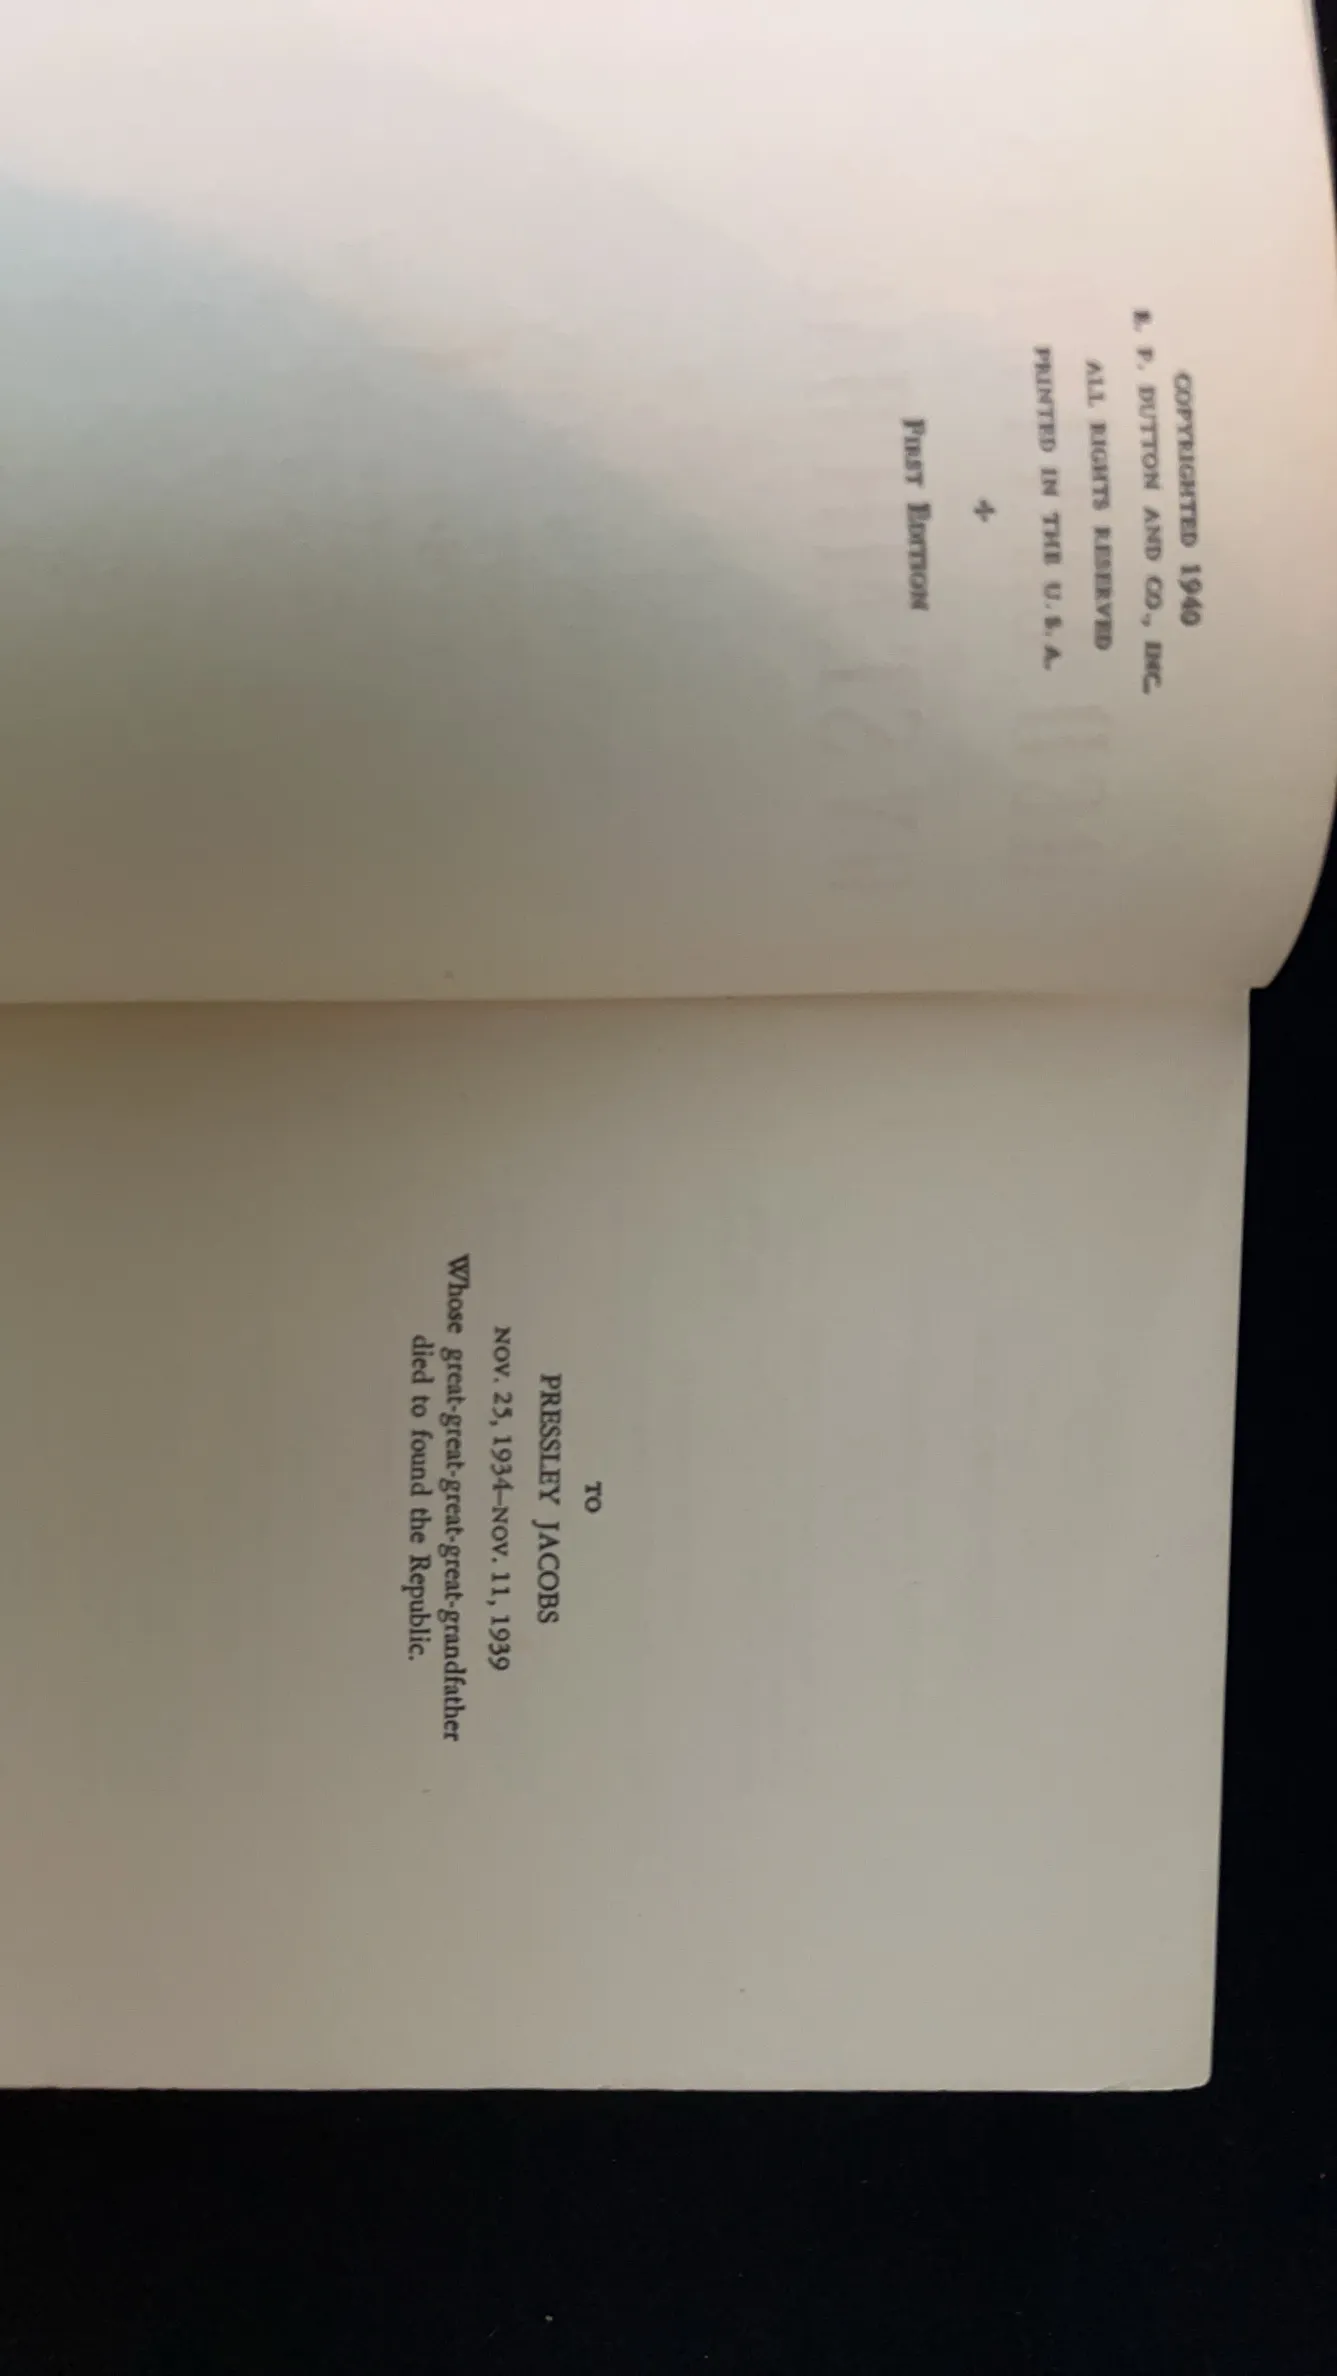 COPYRIGHTED 1940
E. P. DUTTON AND CO., INC.
ALL RIGHTS RESERVED
PRINTED IN THE U. S. A.
FIRST EDITION
TO
PRESSLEY JACOBS
NOV. 25, 1934–NOV. 11, 1939
Whose great-great-great-great-grandfather
died to found the Republic.